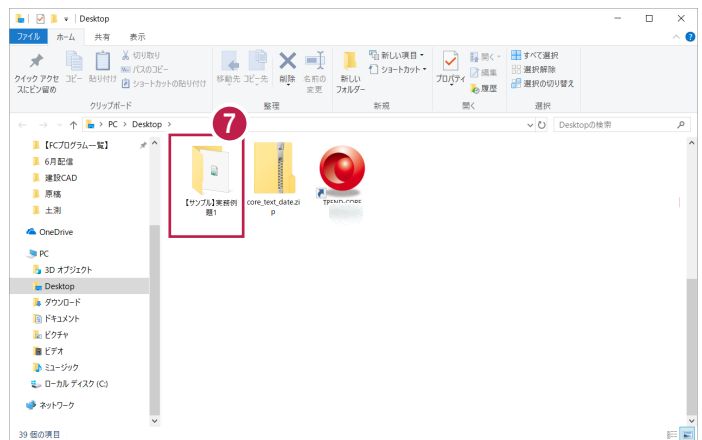 Desktop
ファイル ホーム 共有 表示
クイック アクセスにピン留め
コピー
貼り付け
切り取り
パスのコピー
ショートカットの貼り付け
クリップボード
移動先
コピー先
削除
名前の変更
整理
新しいフォルダー
新しい項目
ショートカット
新規
プロパティ
開く
編集
履歴
開く
すべて選択
選択解除
選択の切り替え
選択
PC > Desktop >
Desktopの検索
7
【FCプログラム一覧】
6月配信
建設CAD
原稿
土測
OneDrive
PC
3D オブジェクト
Desktop
ダウンロード
ドキュメント
ピクチャ
ビデオ
ミュージック
ローカル ディスク (C:)
ネットワーク
【サンプル】実務例
題1
core_text_date.zi
p
TREND-CORE
39 個の項目